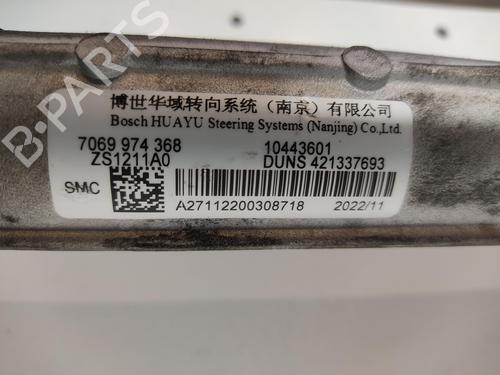 B-PARTS
博世华域转向系统（南京）有限公司
Bosch HUAYU Steering Systems (Nanjing) Co.,Ltd.
7069 974 368 10443601
ZS1211A0 DUNS 421337693
SMC
A27112200308718 2022/11